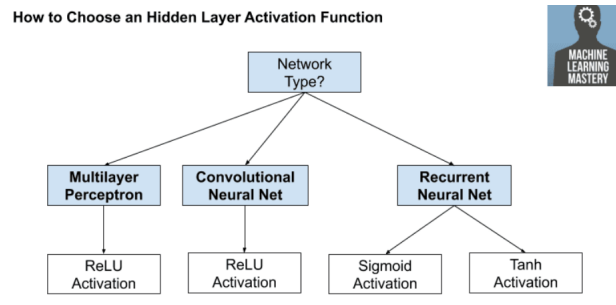 How to Choose an Hidden Layer Activation Function
MACHINE
LEARNING
MASTERY
Network
Type?
Multilayer
Perceptron
Convolutional
Neural Net
Recurrent
Neural Net
ReLU
Activation
ReLU
Activation
Sigmoid
Activation
Tanh
Activation